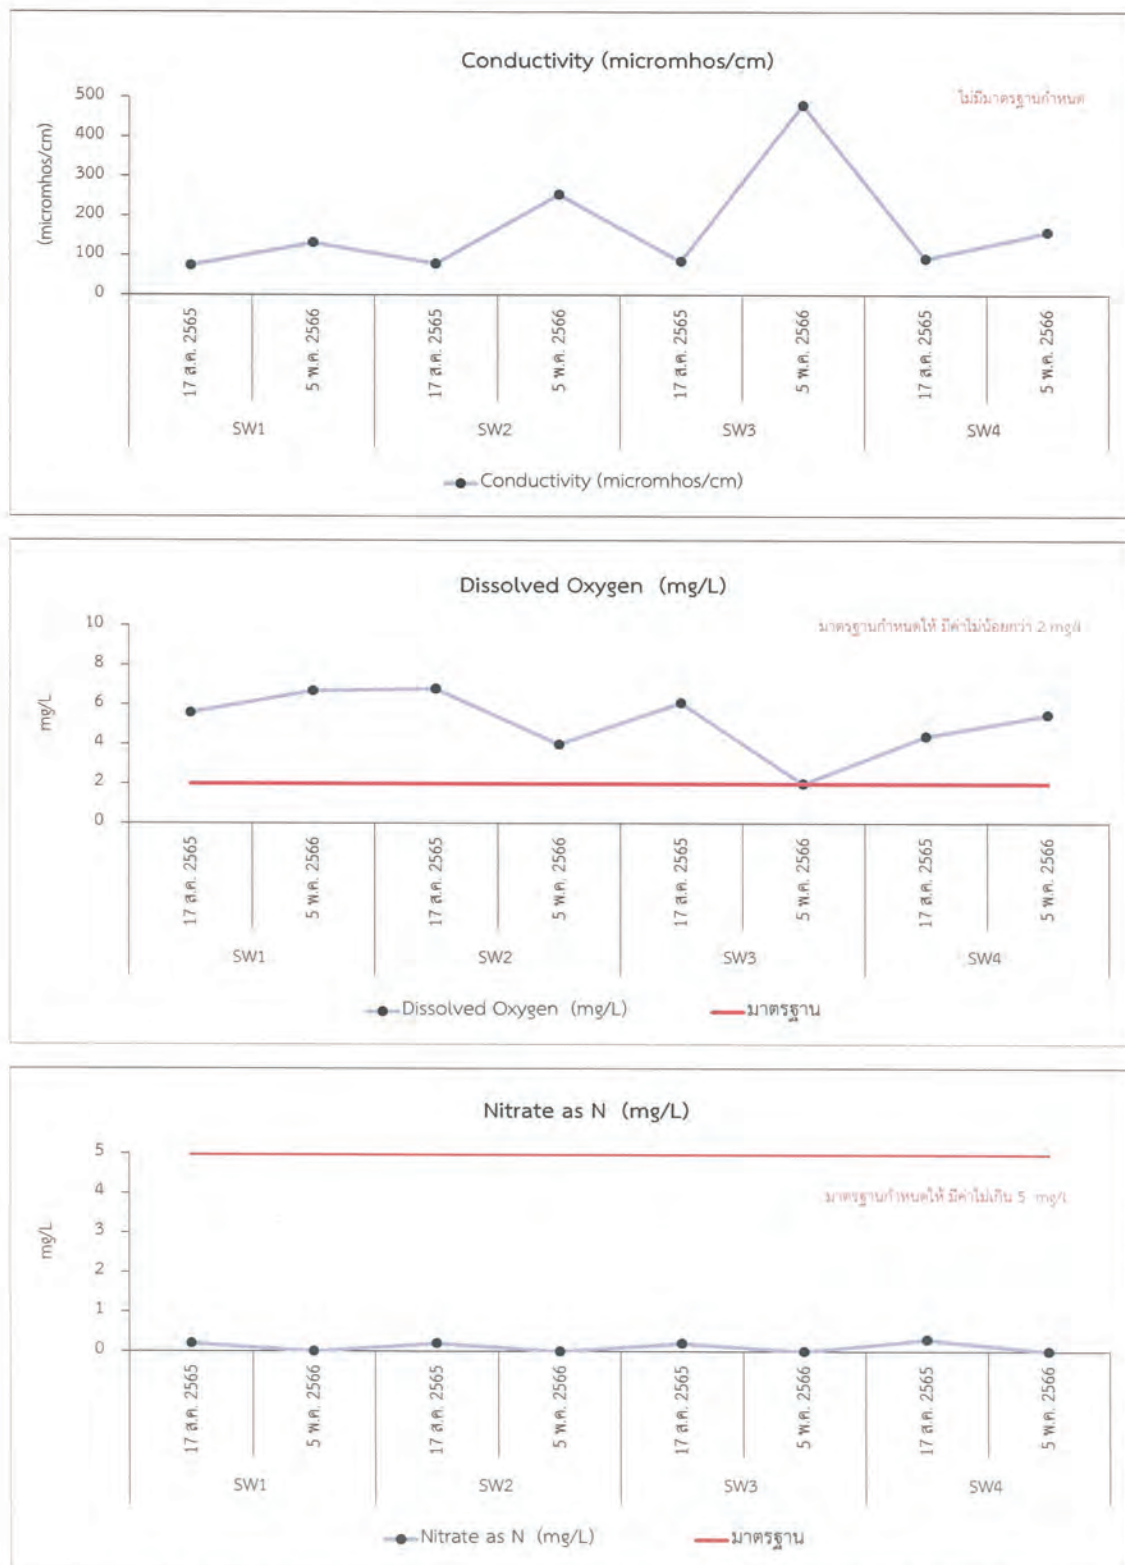 Conductivity (micromhos/cm)
ไม่มีมาตรฐานกำหนด
(micromhos/cm)
500
400
300
200
100
0
17 ส.ค. 2565
5 พ.ค. 2566
17 ส.ค. 2565
5 พ.ค. 2566
17 ส.ค. 2565
5 พ.ค. 2566
17 ส.ค. 2565
5 พ.ค. 2566
SW1
SW2
SW3
SW4
Conductivity (micromhos/cm)
Dissolved Oxygen (mg/L)
มาตรฐานกำหนดให้ มีค่าไม่น้อยกว่า 2 mg/l
mg/L
10
8
6
4
2
0
17 ส.ค. 2565
5 พ.ค. 2566
17 ส.ค. 2565
5 พ.ค. 2566
17 ส.ค. 2565
5 พ.ค. 2566
17 ส.ค. 2565
5 พ.ค. 2566
SW1
SW2
SW3
SW4
Dissolved Oxygen (mg/L)
มาตรฐาน
Nitrate as N (mg/L)
มาตรฐานกำหนดให้ มีค่าไม่เกิน 5 mg/L
mg/L
5
4
3
2
1
0
17 ส.ค. 2565
5 พ.ค. 2566
17 ส.ค. 2565
5 พ.ค. 2566
17 ส.ค. 2565
5 พ.ค. 2566
17 ส.ค. 2565
5 พ.ค. 2566
SW1
SW2
SW3
SW4
Nitrate as N (mg/L)
มาตรฐาน